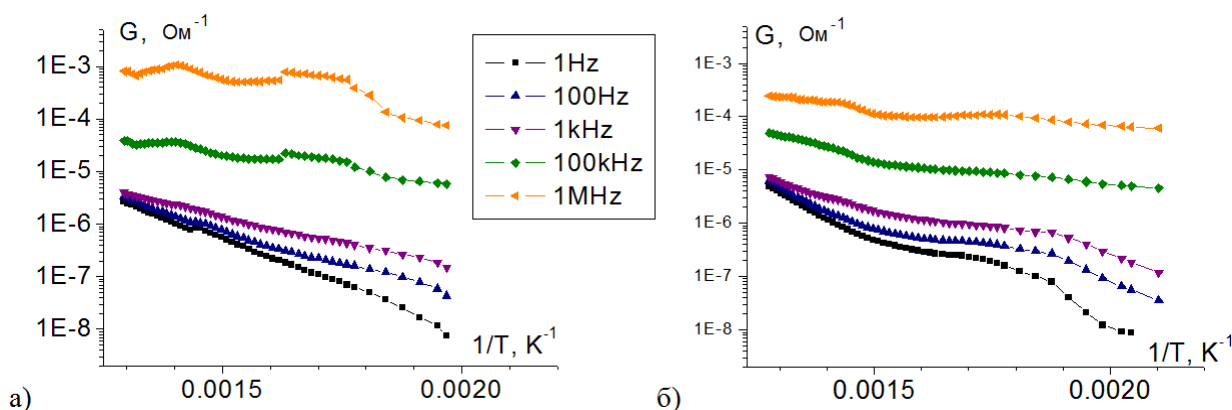 G, Ом⁻¹
1E-3
1E-4
1E-5
1E-6
1E-7
1E-8
0.0015
0.0020
1/T, K⁻¹
а)
1Hz
100Hz
1kHz
100kHz
1MHz
G, Ом⁻¹
1E-3
1E-4
1E-5
1E-6
1E-7
1E-8
0.0015
0.0020
1/T, K⁻¹
б)